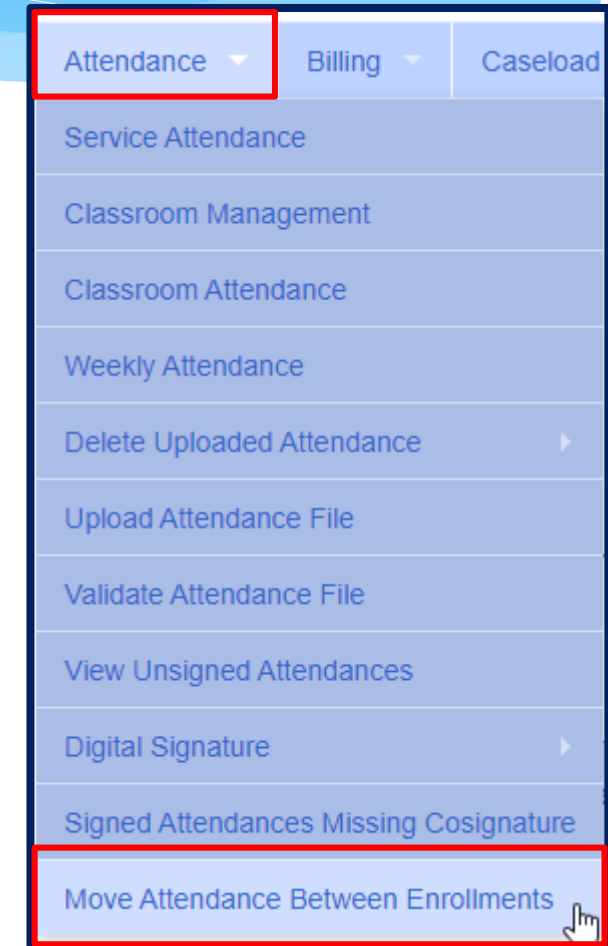 Attendance Billing Caseload
Service Attendance
Classroom Management
Classroom Attendance
Weekly Attendance
Delete Uploaded Attendance
Upload Attendance File
Validate Attendance File
View Unsigned Attendances
Digital Signature
Signed Attendances Missing Cosignature
Move Attendance Between Enrollments